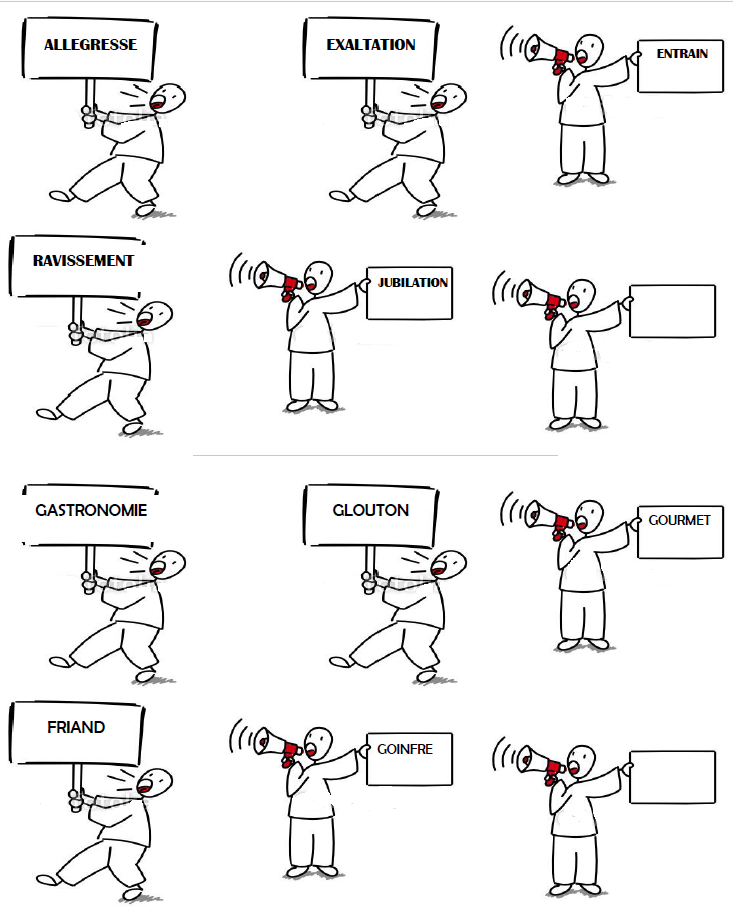 ALLEGRESSE
EXALTATION
ENTRAIN
RAVISSEMENT
JUBILATION
GASTRONOMIE
GLOUTON
GOURMET
FRIAND
GOINFRE